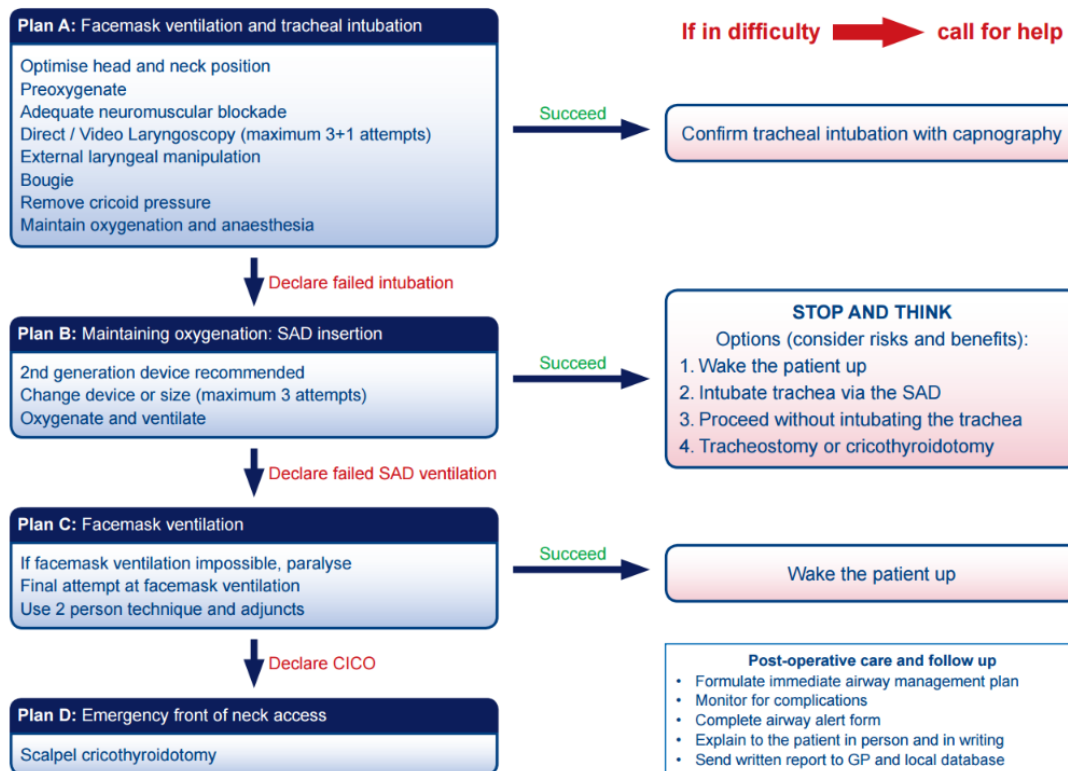 Plan A: Facemask ventilation and tracheal intubation
Optimise head and neck position
Preoxygenate
Adequate neuromuscular blockade
Direct / Video Laryngoscopy (maximum 3+1 attempts)
External laryngeal manipulation
Bougie
Remove cricoid pressure
Maintain oxygenation and anaesthesia
If in difficulty
call for help
Succeed
Confirm tracheal intubation with capnography
Declare failed intubation
Plan B: Maintaining oxygenation: SAD insertion
2nd generation device recommended
Change device or size (maximum 3 attempts)
Oxygenate and ventilate
Succeed
STOP AND THINK
Options (consider risks and benefits):
1. Wake the patient up
2. Intubate trachea via the SAD
3. Proceed without intubating the trachea
4. Tracheostomy or cricothyroidotomy
Declare failed SAD ventilation
Plan C: Facemask ventilation
If facemask ventilation impossible, paralyse
Final attempt at facemask ventilation
Use 2 person technique and adjuncts
Succeed
Wake the patient up
Declare CICO
Plan D: Emergency front of neck access
Scalpel cricothyroidotomy
Post-operative care and follow up
• Formulate immediate airway management plan
• Monitor for complications
• Complete airway alert form
• Explain to the patient in person and in writing
• Send written report to GP and local database